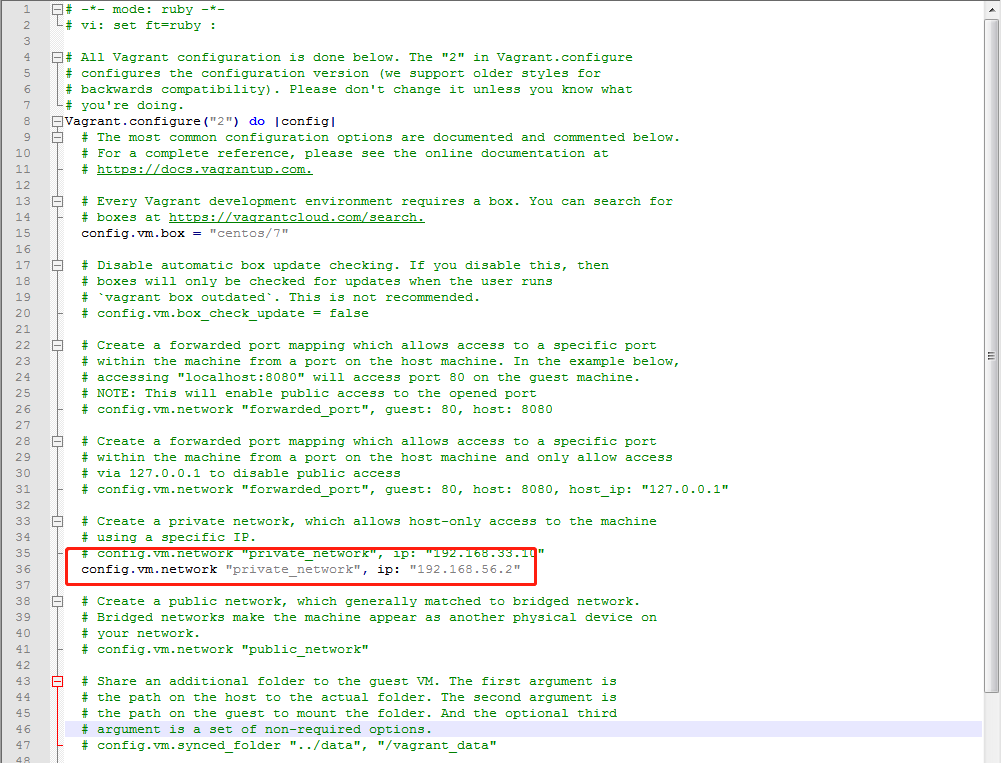 1 # -*- mode: ruby -*-
2 # vi: set ft=ruby :
3
4 # All Vagrant configuration is done below. The "2" in Vagrant.configure
5 # configures the configuration version (we support older styles for
6 # backwards compatibility). Please don't change it unless you know what
7 # you're doing.
8 Vagrant.configure("2") do |config|
9 # The most common configuration options are documented and commented below.
10 # For a complete reference, please see the online documentation at
11 # https://docs.vagrantup.com.
12
13 # Every Vagrant development environment requires a box. You can search for
14 # boxes at https://vagrantcloud.com/search.
15 config.vm.box = "centos/7"
16
17 # Disable automatic box update checking. If you disable this, then
18 # boxes will only be checked for updates when the user runs
19 # `vagrant box outdated`. This is not recommended.
20 # config.vm.box_check_update = false
21
22 # Create a forwarded port mapping which allows access to a specific port
23 # within the machine from a port on the host machine. In the example below,
24 # accessing "localhost:8080" will access port 80 on the guest machine.
25 # NOTE: This will enable public access to the opened port
26 # config.vm.network "forwarded_port", guest: 80, host: 8080
27
28 # Create a forwarded port mapping which allows access to a specific port
29 # within the machine from a port on the host machine and only allow access
30 # via 127.0.0.1 to disable public access
31 # config.vm.network "forwarded_port", guest: 80, host: 8080, host_ip: "127.0.0.1"
32
33 # Create a private network, which allows host-only access to the machine
34 # using a specific IP.
35 # config.vm.network "private_network", ip: "192.168.33.10"
36 config.vm.network "private_network", ip: "192.168.56.2"
37
38 # Create a public network, which generally matched to bridged network.
39 # Bridged networks make the machine appear as another physical device on
40 # your network.
41 # config.vm.network "public_network"
42
43 # Share an additional folder to the guest VM. The first argument is
44 # the path on the host to the actual folder. The second argument is
45 # the path on the guest to mount the folder. And the optional third
46 # argument is a set of non-required options.
47 # config.vm.synced_folder "../data", "/vagrant_data"
48